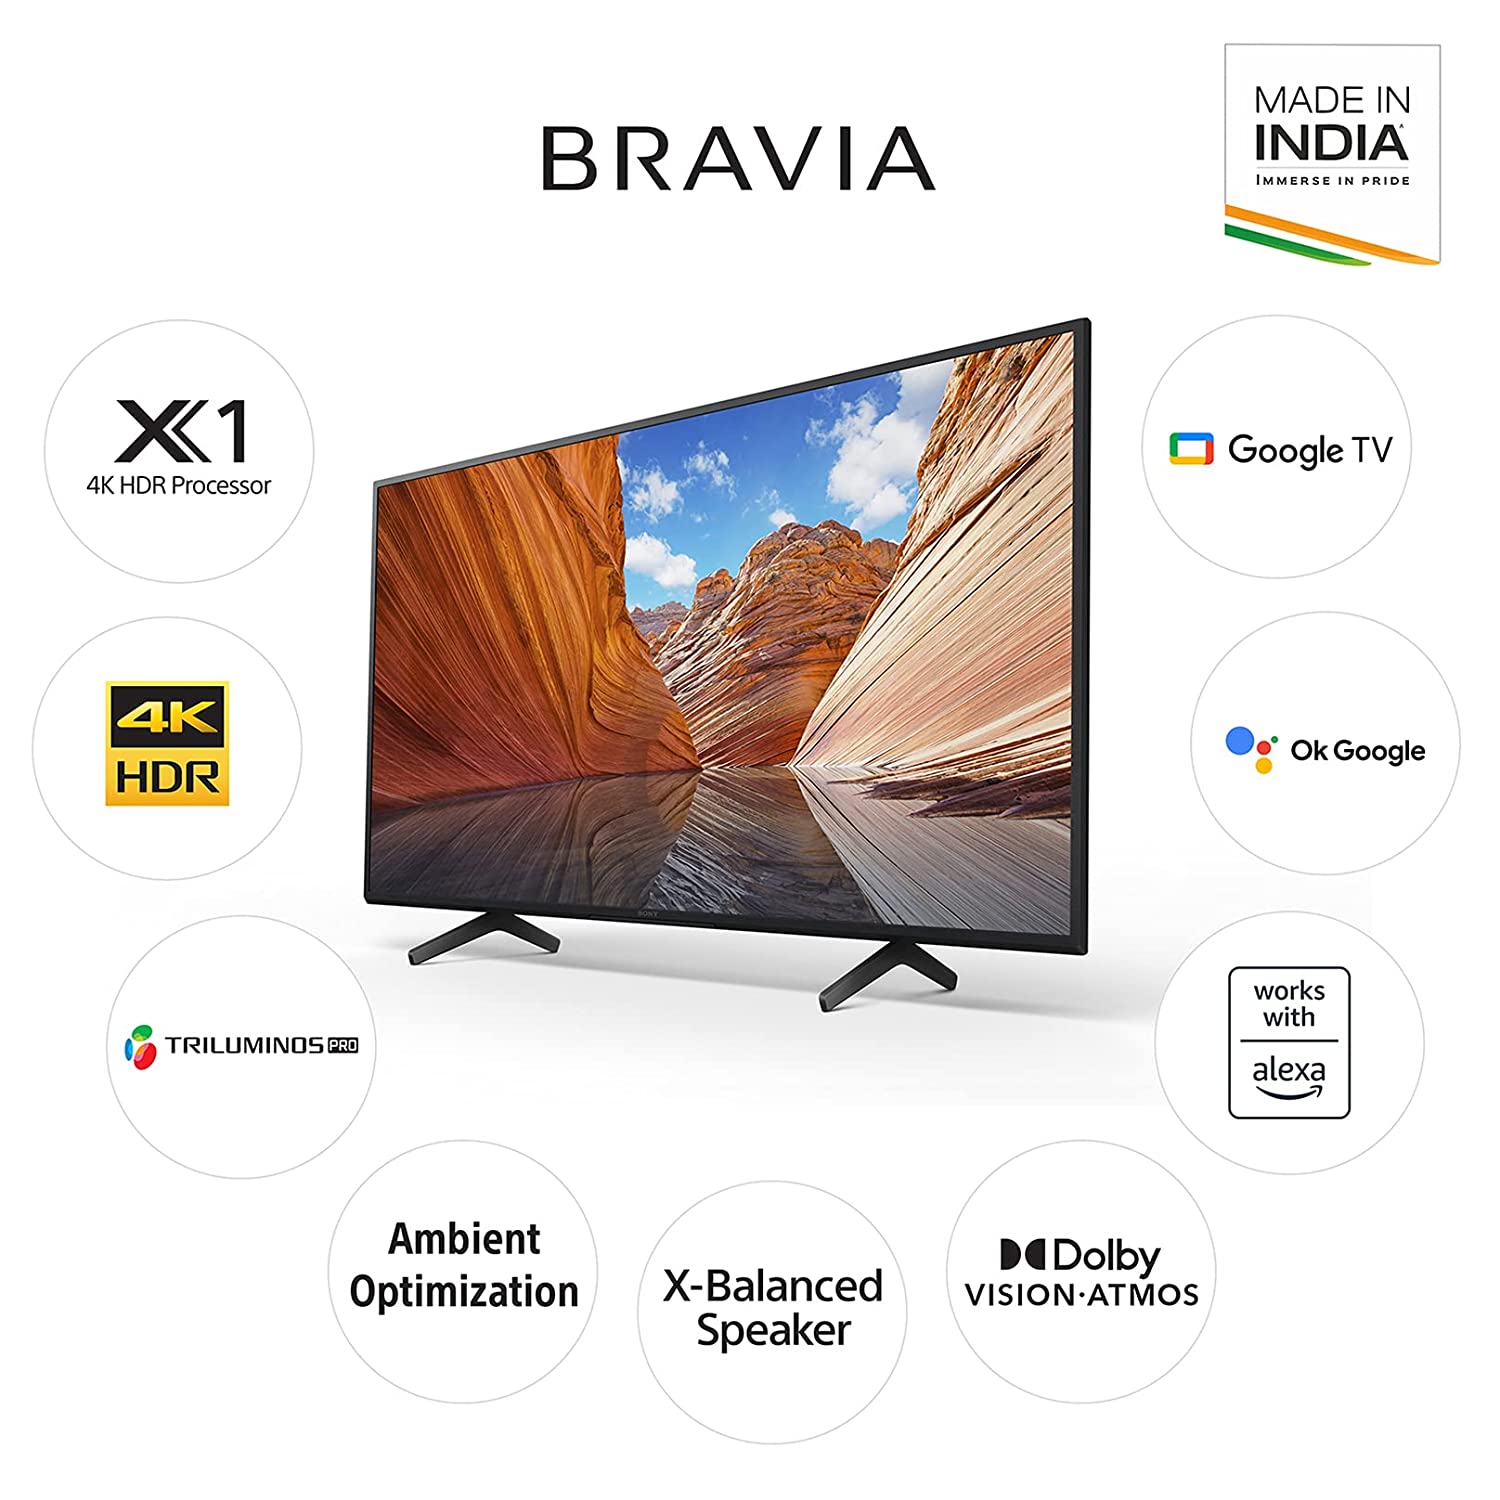 BRAVIA
MADE IN
INDIA
IMMERSE IN PRIDE
X1
4K HDR Processor
Google TV
4K
HDR
Ok Google
SONY
TRILUMINOS PRO
works
with
alexa
Ambient
Optimization
X-Balanced
Speaker
Dolby
VISION·ATMOS